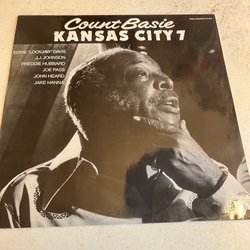 Count Basie
KANSAS CITY 7
EDDIE "LOCKJAW" DAVIS
J.J. JOHNSON
FREDDIE HUBBARD
JOE PASS
JOHN HEARD
JAKE HANNA